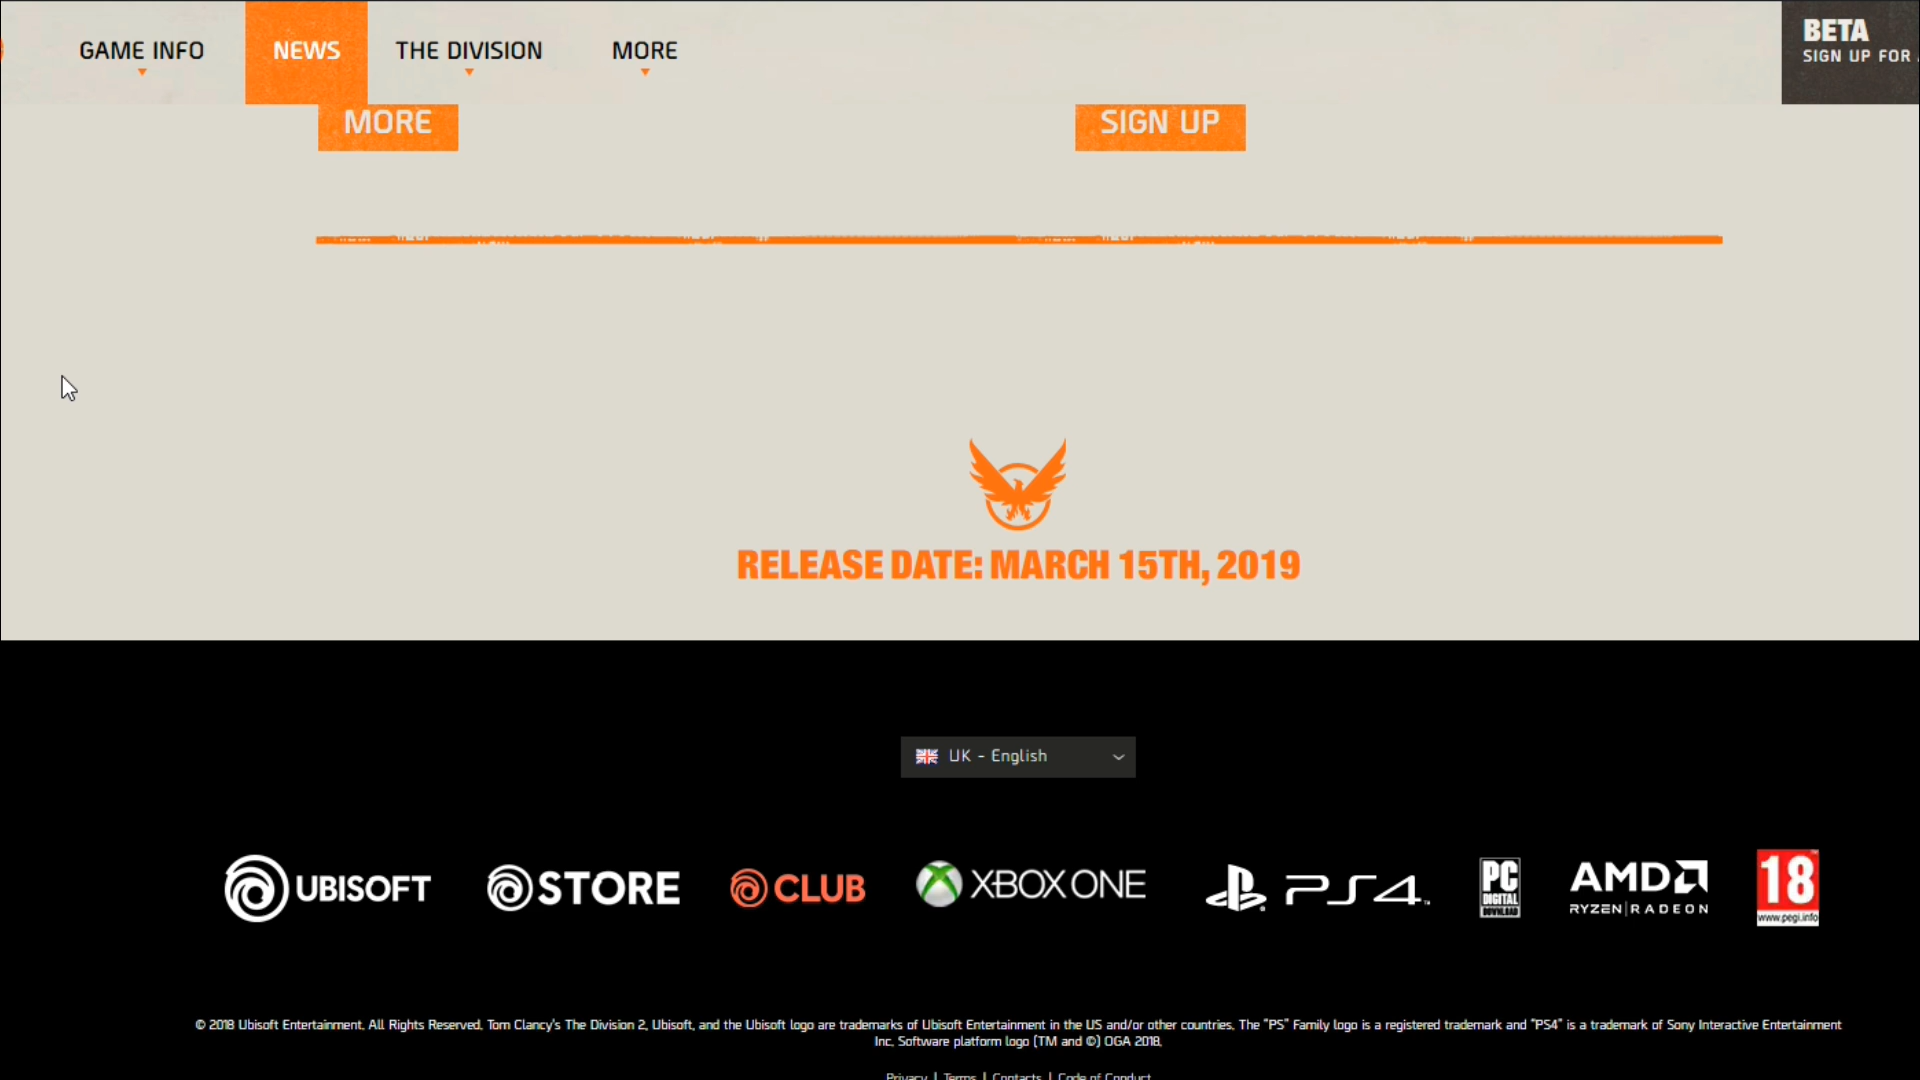 GAME INFO
NEWS
THE DIVISION
MORE
BETA
SIGN UP FOR
MORE
SIGN UP
RELEASE DATE: MARCH 15TH, 2019
UK - English
UBISOFT
STORE
CLUB
XBOX ONE
PS4™
PC
DIGITAL
DOWNLOAD
AMD
RYZEN | RADEON
18
www.pegi.info
© 2018 Ubisoft Entertainment. All Rights Reserved. Tom Clancy's The Division 2, Ubisoft, and the Ubisoft logo are trademarks of Ubisoft Entertainment in the US and/or other countries. The "PS" Family logo is a registered trademark and "PS4" is a trademark of Sony Interactive Entertainment
Inc. Software platform logo (TM and ©) OGA 2018.
Privacy | Terms | Contacts | Code of Conduct